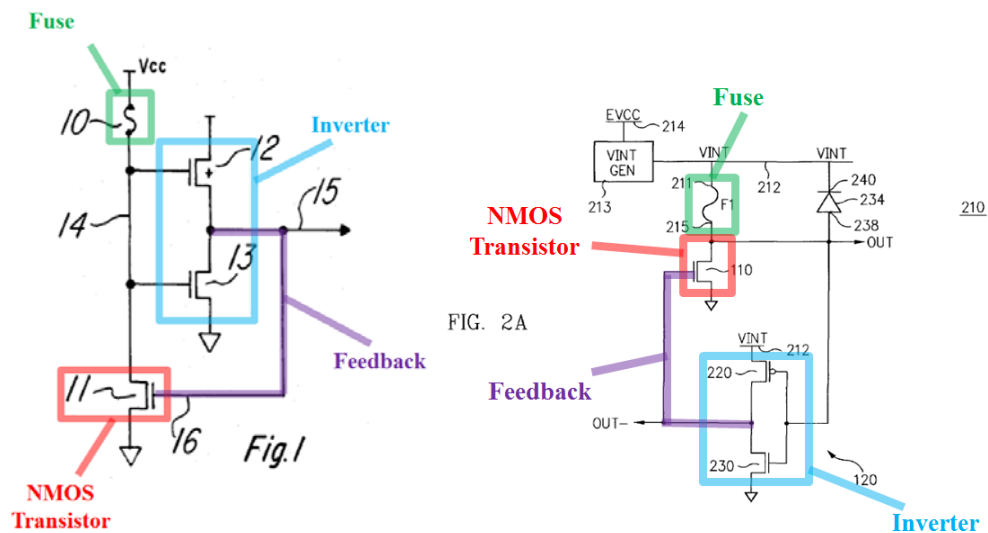 Fuse
Vcc
10
12
Inverter
15
14
13
Feedback
11
16
Fig.1
NMOS
Transistor
Fuse
EVCC
214
VINT
GEN
213
VINT
212
VINT
211
F1
215
240
234
238
210
NMOS
Transistor
OUT
110
FIG. 2A
VINT
212
220
Feedback
OUT-
230
120
Inverter